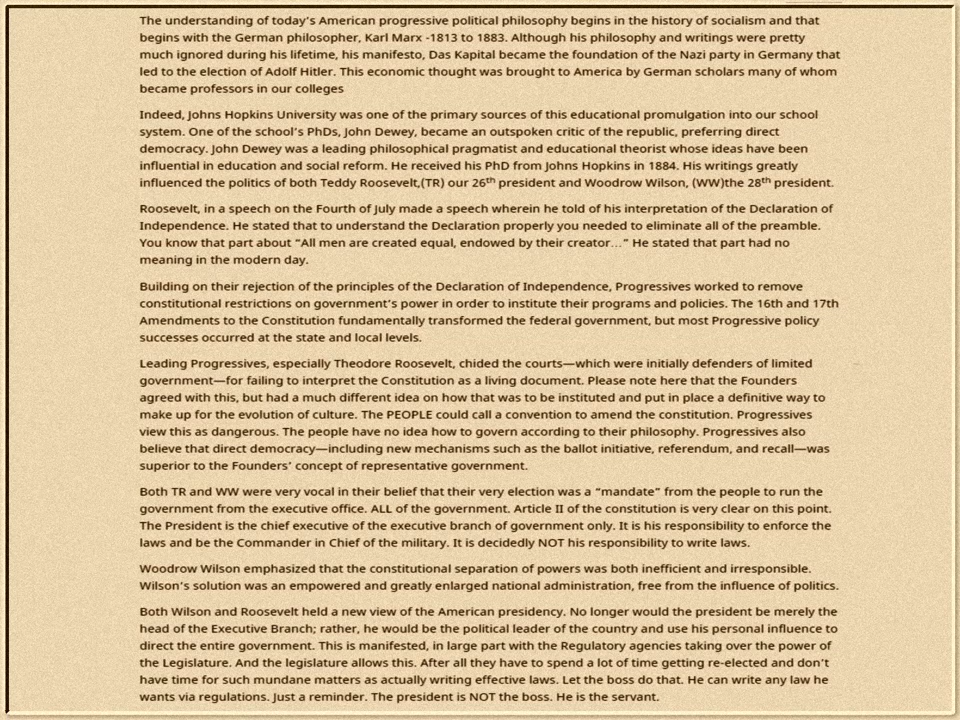 The understanding of today’s American progressive political philosophy begins in the history of socialism and that
begins with the German philosopher, Karl Marx -1813 to 1883. Although his philosophy and writings were pretty
much ignored during his lifetime, his manifesto, Das Kapital became the foundation of the Nazi party in Germany that
led to the election of Adolf Hitler. This economic thought was brought to America by German scholars many of whom
became professors in our colleges
Indeed, Johns Hopkins University was one of the primary sources of this educational promulgation into our school
system. One of the school’s PhDs, John Dewey, became an outspoken critic of the republic, preferring direct
democracy. John Dewey was a leading philosophical pragmatist and educational theorist whose ideas have been
influential in education and social reform. He received his PhD from Johns Hopkins in 1884. His writings greatly
influenced the politics of both Teddy Roosevelt,(TR) our 26th president and Woodrow Wilson, (WW)the 28th president.
Roosevelt, in a speech on the Fourth of July made a speech wherein he told of his interpretation of the Declaration of
Independence. He stated that to understand the Declaration properly you needed to eliminate all of the preamble.
You know that part about “All men are created equal, endowed by their creator…” He stated that part had no
meaning in the modern day.
Building on their rejection of the principles of the Declaration of Independence, Progressives worked to remove
constitutional restrictions on government’s power in order to institute their programs and policies. The 16th and 17th
Amendments to the Constitution fundamentally transformed the federal government, but most Progressive policy
successes occurred at the state and local levels.
Leading Progressives, especially Theodore Roosevelt, chided the courts—which were initially defenders of limited
government—for failing to interpret the Constitution as a living document. Please note here that the Founders
agreed with this, but had a much different idea on how that was to be instituted and put in place a definitive way to
make up for the evolution of culture. The PEOPLE could call a convention to amend the constitution. Progressives
view this as dangerous. The people have no idea how to govern according to their philosophy. Progressives also
believe that direct democracy—including new mechanisms such as the ballot initiative, referendum, and recall—was
superior to the Founders’ concept of representative government.
Both TR and WW were very vocal in their belief that their very election was a “mandate” from the people to run the
government from the executive office. ALL of the government. Article II of the constitution is very clear on this point.
The President is the chief executive of the executive branch of government only. It is his responsibility to enforce the
laws and be the Commander in Chief of the military. It is decidedly NOT his responsibility to write laws.
Woodrow Wilson emphasized that the constitutional separation of powers was both inefficient and irresponsible.
Wilson’s solution was an empowered and greatly enlarged national administration, free from the influence of politics.
Both Wilson and Roosevelt held a new view of the American presidency. No longer would the president be merely the
head of the Executive Branch; rather, he would be the political leader of the country and use his personal influence to
direct the entire government. This is manifested, in large part with the Regulatory agencies taking over the power of
the Legislature. And the legislature allows this. After all they have to spend a lot of time getting re-elected and don’t
have time for such mundane matters as actually writing effective laws. Let the boss do that. He can write any law he
wants via regulations. Just a reminder. The president is NOT the boss. He is the servant.